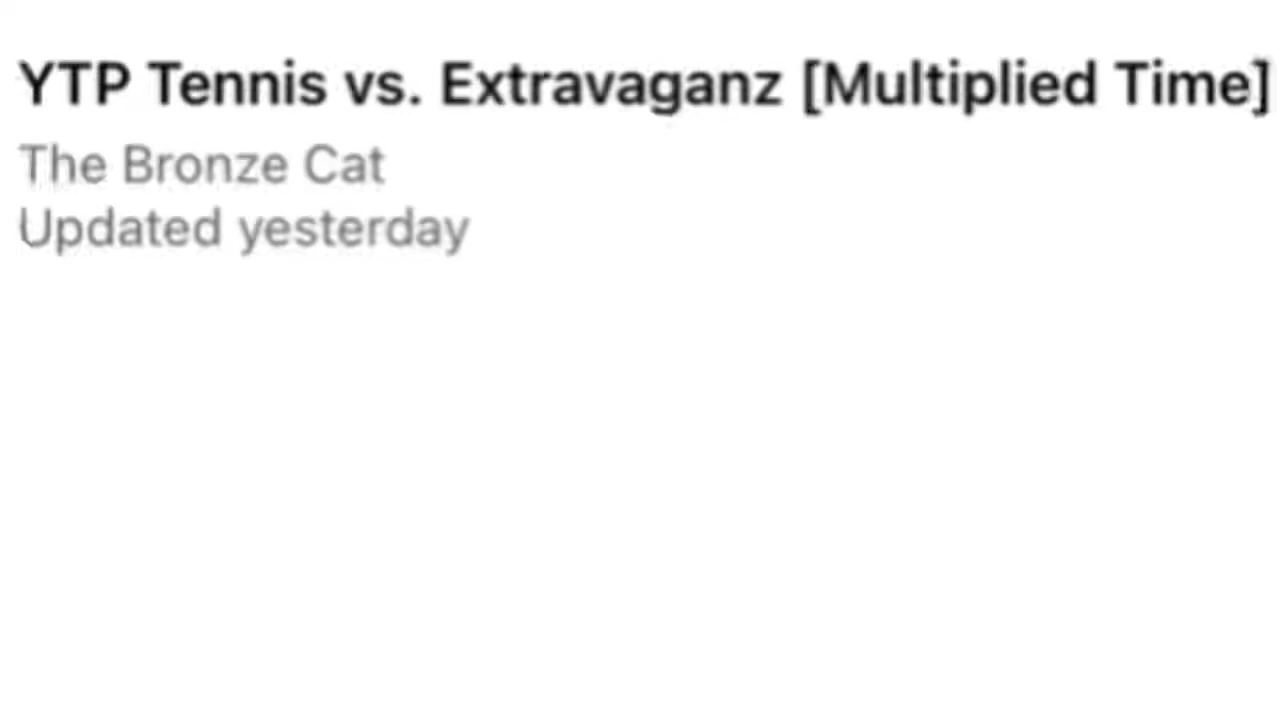 YTP Tennis vs. Extravaganz [Multiplied Time]
The Bronze Cat
Updated yesterday